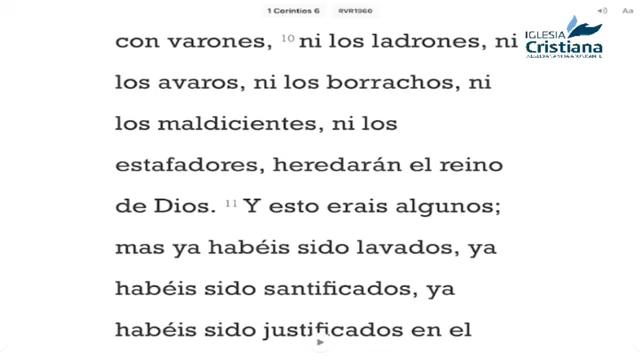 1 Corintios 6 RVR1960 Aa
IGLESIA
Cristiana
con varones, 10 ni los ladrones, ni
los avaros, ni los borrachos, ni
los maldicientes, ni los
estafadores, heredarán el reino
de Dios. 11 Y esto erais algunos;
mas ya habéis sido lavados, ya
habéis sido santificados, ya
habéis sido justificados en el